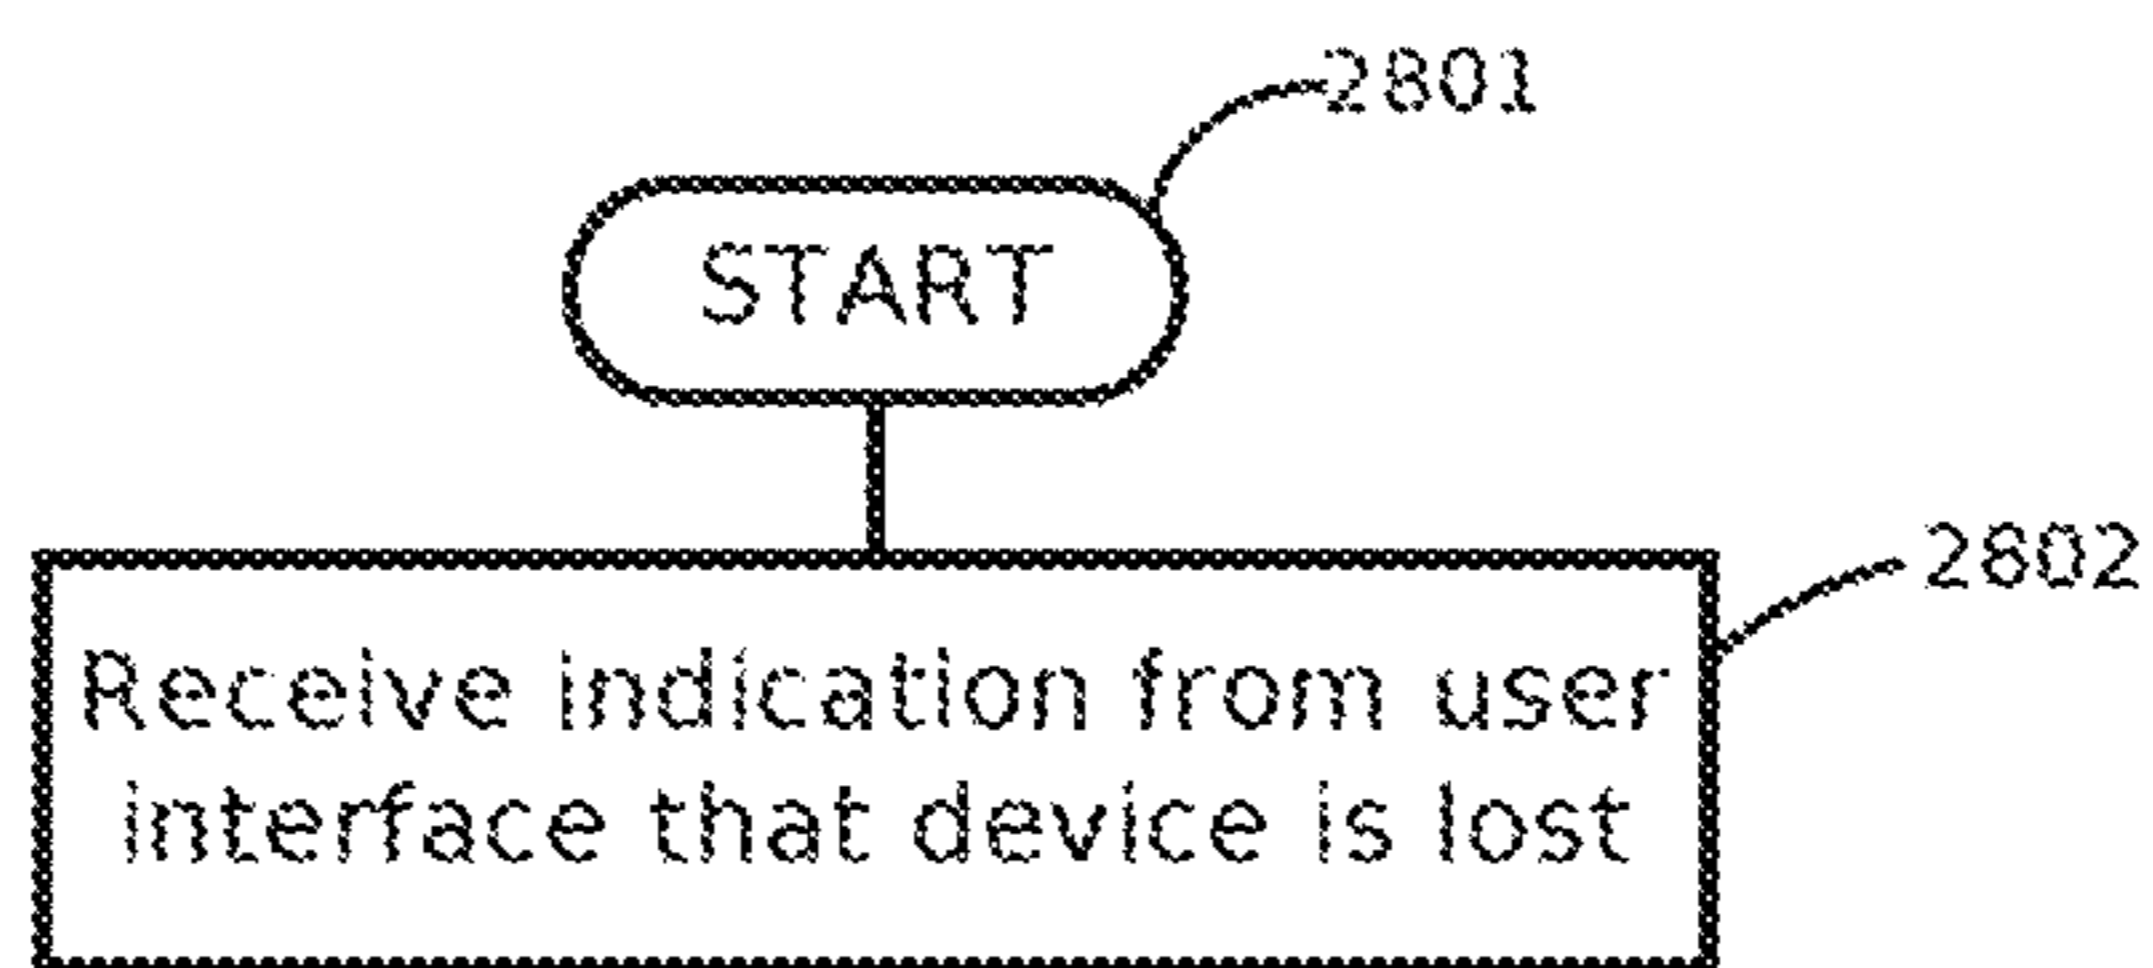 2801
START
2802
Receive indication from user
interface that device is lost